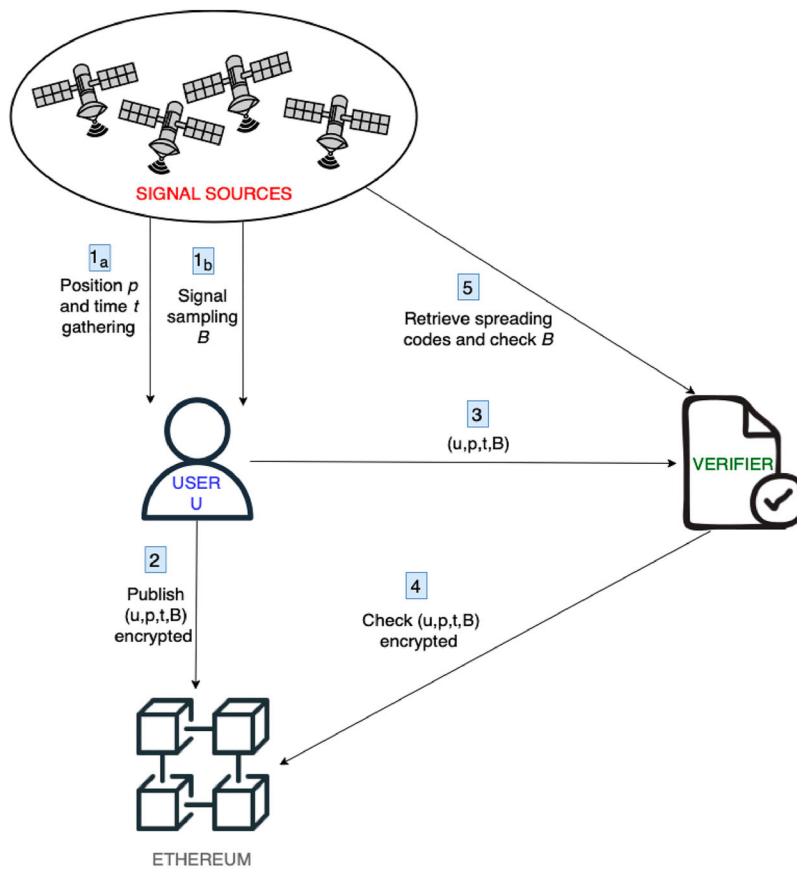 SIGNAL SOURCES
1a
Position p
and time t
gathering
1b
Signal
sampling
B
5
Retrieve spreading
codes and check B
3
(u,p,t,B)
USER
U
VERIFIER
2
Publish
(u,p,t,B)
encrypted
4
Check (u,p,t,B)
encrypted
ETHEREUM